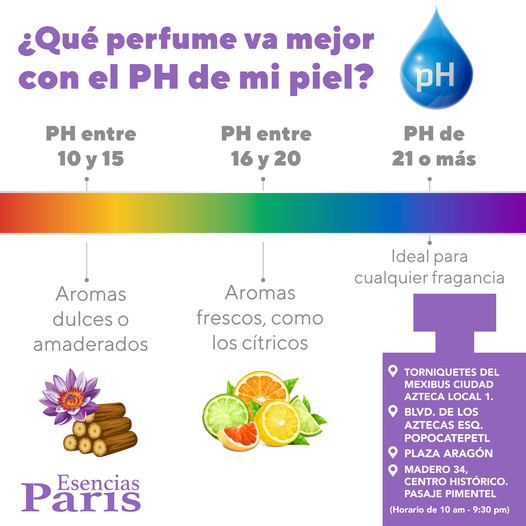 ¿Qué perfume va mejor
con el PH de mi piel?
pH
PH entre
10 y 15
PH entre
16 y 20
PH de
21 o más
Aromas
dulces o
amaderados
Aromas
frescos, como
los cítricos
Ideal para
cualquier fragancia
TORNIQUETES DEL
MEXIBUS CIUDAD
AZTECA LOCAL 1.
BLVD. DE LOS
AZTECAS ESQ.
POPOCATEPETL
PLAZA ARAGÓN
MADERO 34,
CENTRO HISTÓRICO.
PASAJE PIMENTEL
(Horario de 10 am - 9:30 pm)
Esencias
Paris